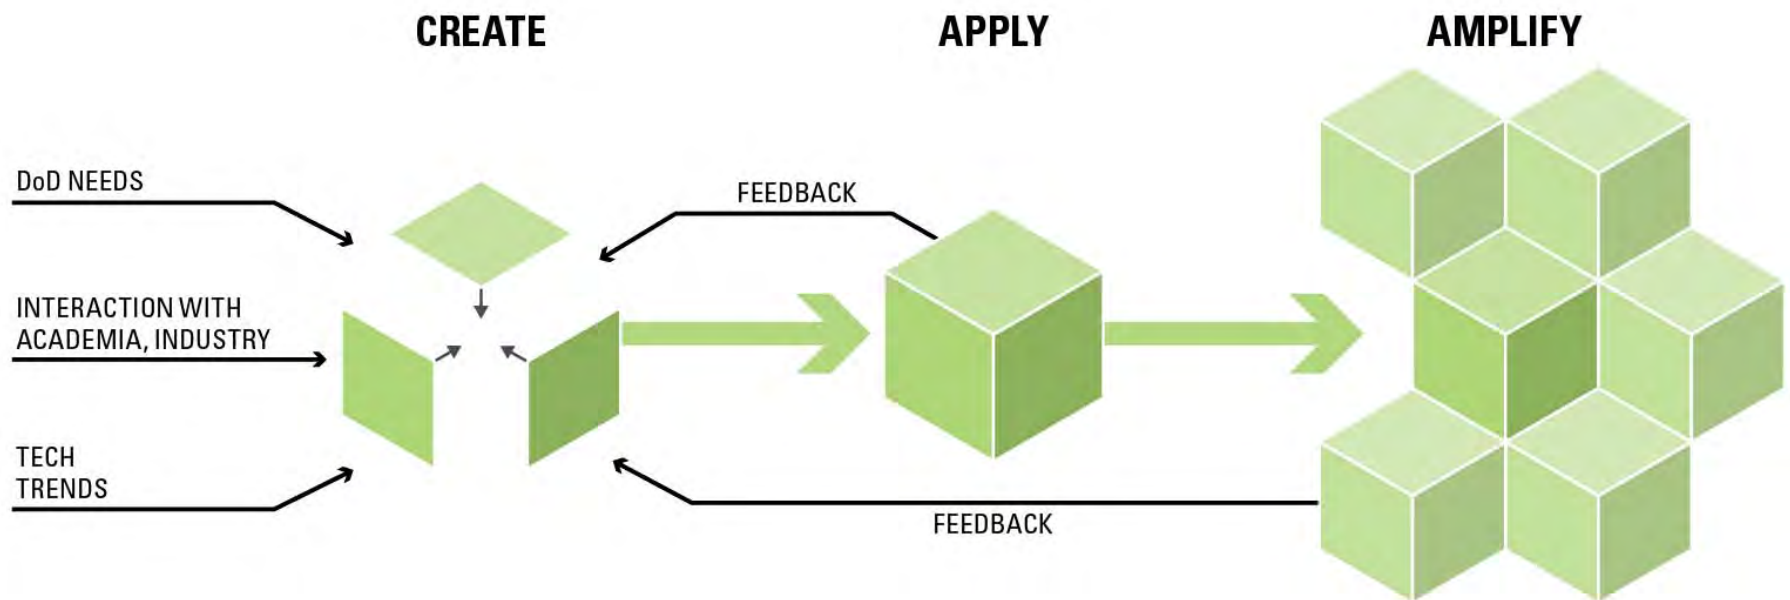 CREATE
APPLY
AMPLIFY
DoD NEEDS
FEEDBACK
INTERACTION WITH
ACADEMIA, INDUSTRY
TECH
TRENDS
FEEDBACK